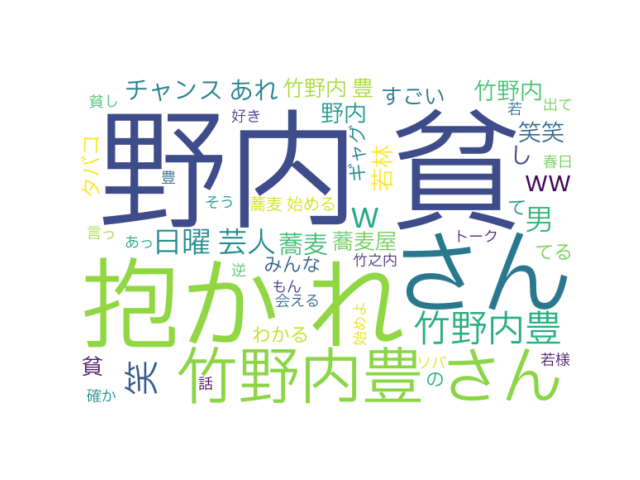 チャンス あれ
竹野内 豊
すごい
竹野内
貧し
好き
野内
若
出て
野内 貧
タバコ
豊
そう
蕎麦 始める
ギャグ
若林
し
笑笑
春日
ww
w
て
男
言っ
あっ
日曜 芸人
蕎麦
蕎麦屋
トーク
てる
さん
抱かれ
逆
みんな
竹之内
もん
会える
わかる
始めよ
竹野内豊
貧
笑
竹野内豊 さん
ソバ
の
若様
確か
話